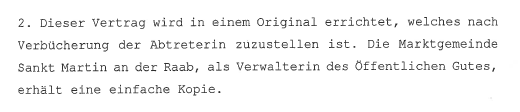 2. Dieser Vertrag wird in einem Original errichtet, welches nach
Verbücherung der Abtreterin zuzustellen ist. Die Marktgemeinde
Sankt Martin an der Raab, als Verwalterin des Öffentlichen Gutes,
erhält eine einfache Kopie.